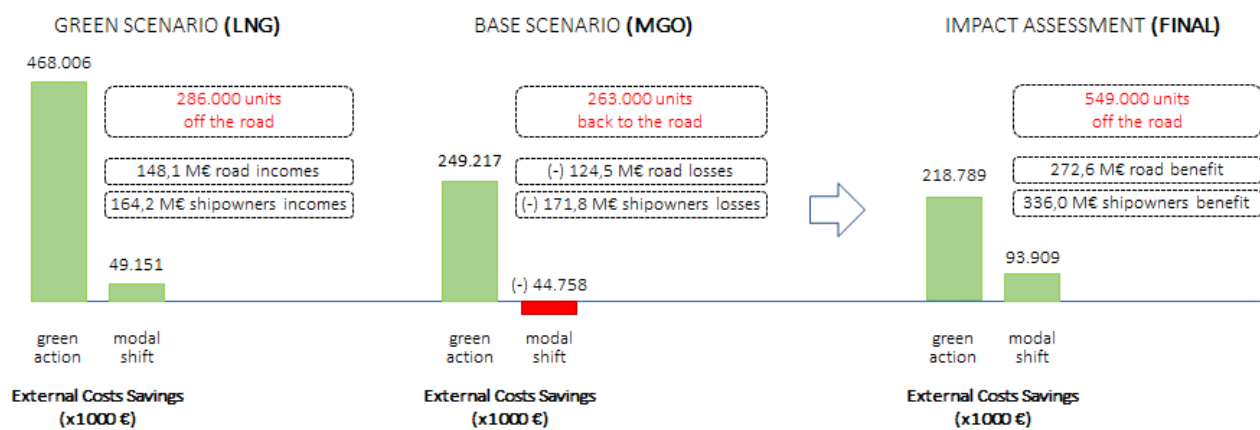 GREEN SCENARIO (LNG)
468.006
286.000 units
off the road
148,1 M€ road incomes
164,2 M€ shipowners incomes
49.151
green
action
modal
shift
External Costs Savings
(x1000 €)
BASE SCENARIO (MGO)
263.000 units
back to the road
249.217
(-) 124,5 M€ road losses
(-) 171,8 M€ shipowners losses
(-) 44.758
green
action
modal
shift
External Costs Savings
(x1000 €)
IMPACT ASSESSMENT (FINAL)
549.000 units
off the road
218.789
272,6 M€ road benefit
336,0 M€ shipowners benefit
93.909
green
action
modal
shift
External Costs Savings
(x1000 €)